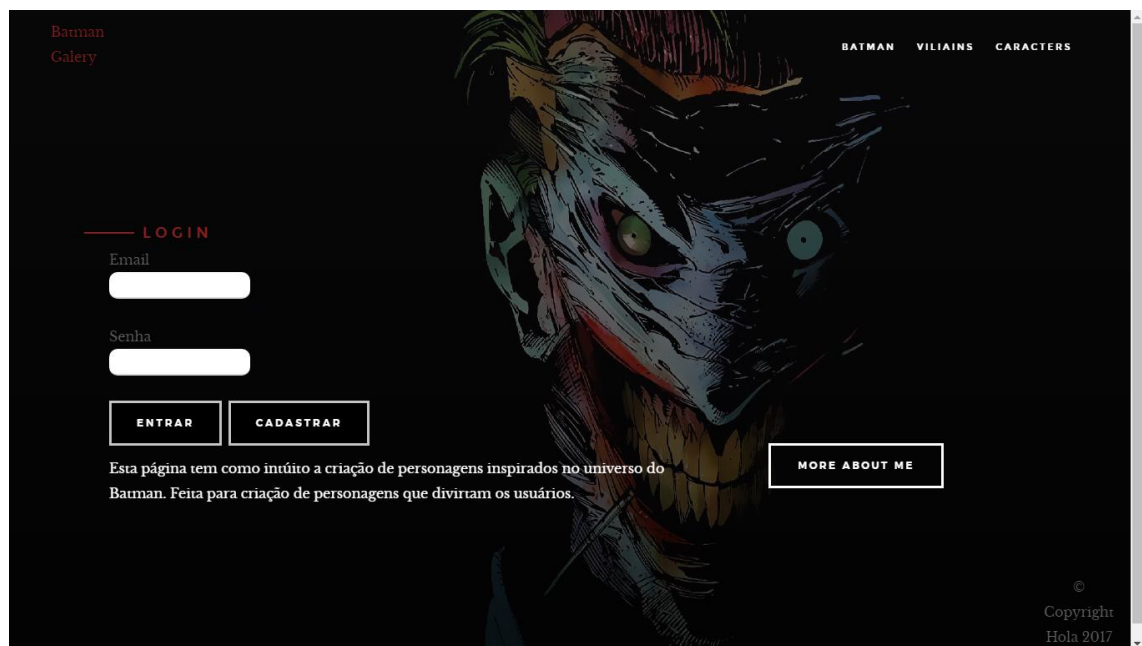 Batman
Galery
BATMAN VILIAINS CARACTERS
LOGIN
Email
Senha
ENTRAR CADASTRAR
Esta página tem como intúito a criação de personagens inspirados no universo do
Batman. Feita para criação de personagens que divirtam os usuários.
MORE ABOUT ME
©
Copyright
Hola 2017